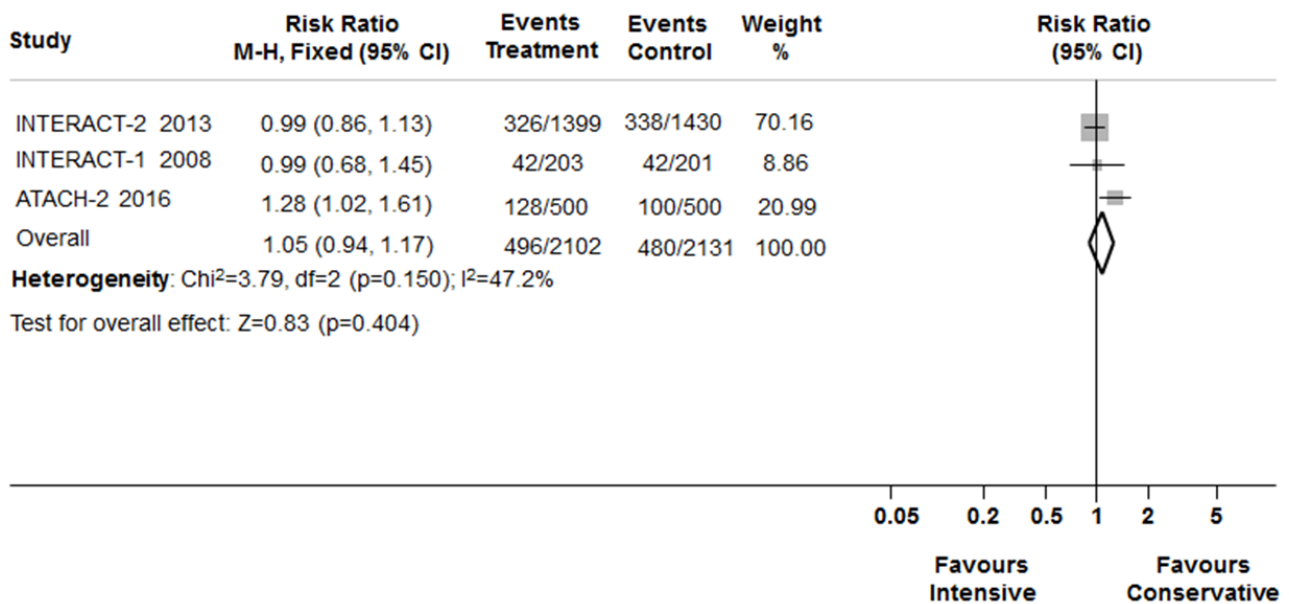 Study Risk Ratio M-H, Fixed (95% CI) Events Treatment Events Control Weight % Risk Ratio (95% CI)
INTERACT-2 2013 0.99 (0.86, 1.13) 326/1399 338/1430 70.16
INTERACT-1 2008 0.99 (0.68, 1.45) 42/203 42/201 8.86
ATACH-2 2016 1.28 (1.02, 1.61) 128/500 100/500 20.99
Overall 1.05 (0.94, 1.17) 496/2102 480/2131 100.00
Heterogeneity: Chi²=3.79, df=2 (p=0.150); I²=47.2%
Test for overall effect: Z=0.83 (p=0.404)
0.05 0.2 0.5 1 2 5
Favours Intensive Favours Conservative